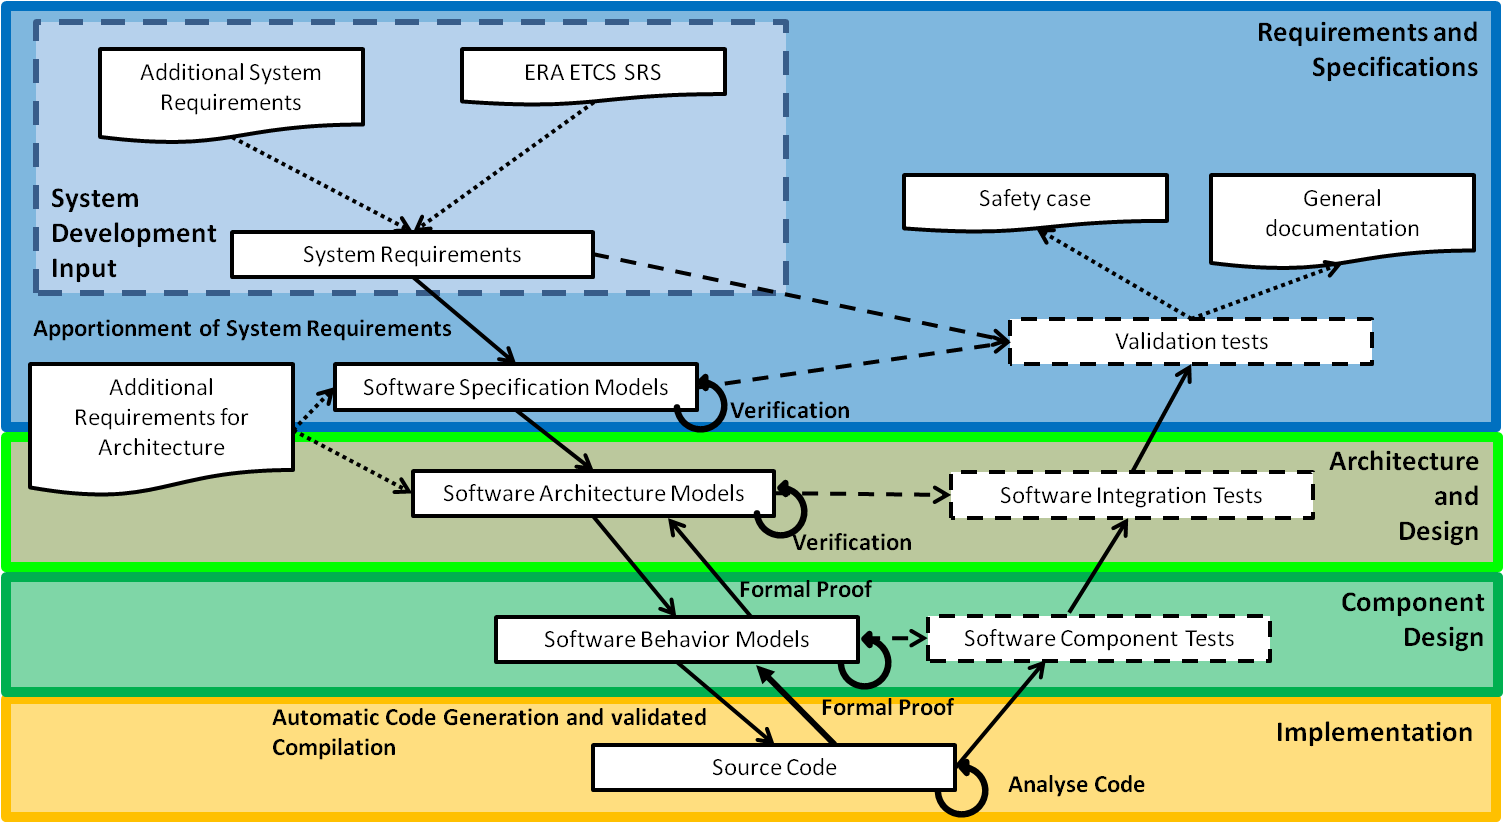 Requirements and
Specifications
Additional System
Requirements
ERA ETCS SRS
System
Development
Input
System Requirements
Safety case
General
documentation
Apportionment of System Requirements
Validation tests
Additional
Requirements for
Architecture
Software Specification Models
Verification
Architecture
and
Design
Software Architecture Models
Software Integration Tests
Verification
Formal Proof
Component
Design
Software Behavior Models
Software Component Tests
Formal Proof
Automatic Code Generation and validated
Compilation
Implementation
Source Code
Analyse Code